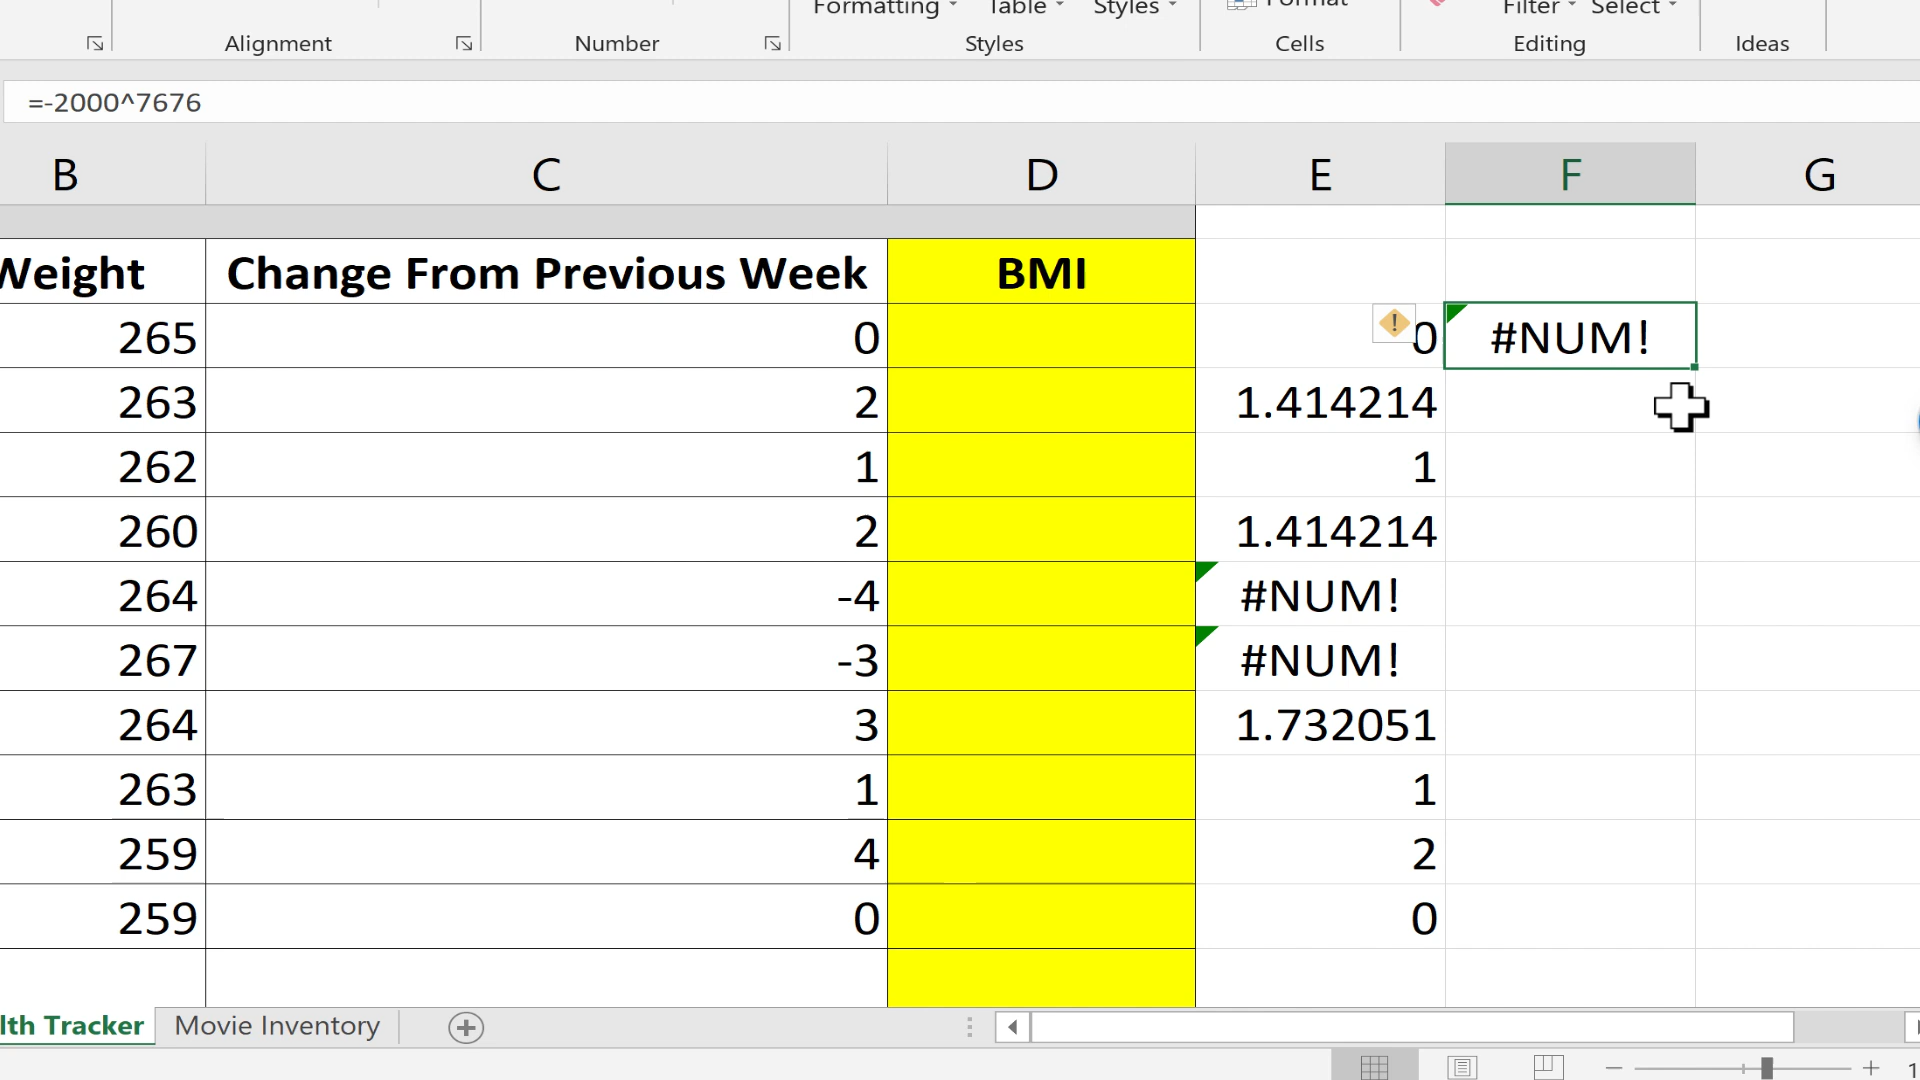 Formatting Table Styles Format Filter Select
Alignment Number Styles Cells Editing Ideas
=-2000^7676
B C D E F G
Weight Change From Previous Week BMI
265 0 0 #NUM!
263 2 1.414214
262 1 1
260 2 1.414214
264 -4 #NUM!
267 -3 #NUM!
264 3 1.732051
263 1 1
259 4 2
259 0 0
lth Tracker Movie Inventory
1